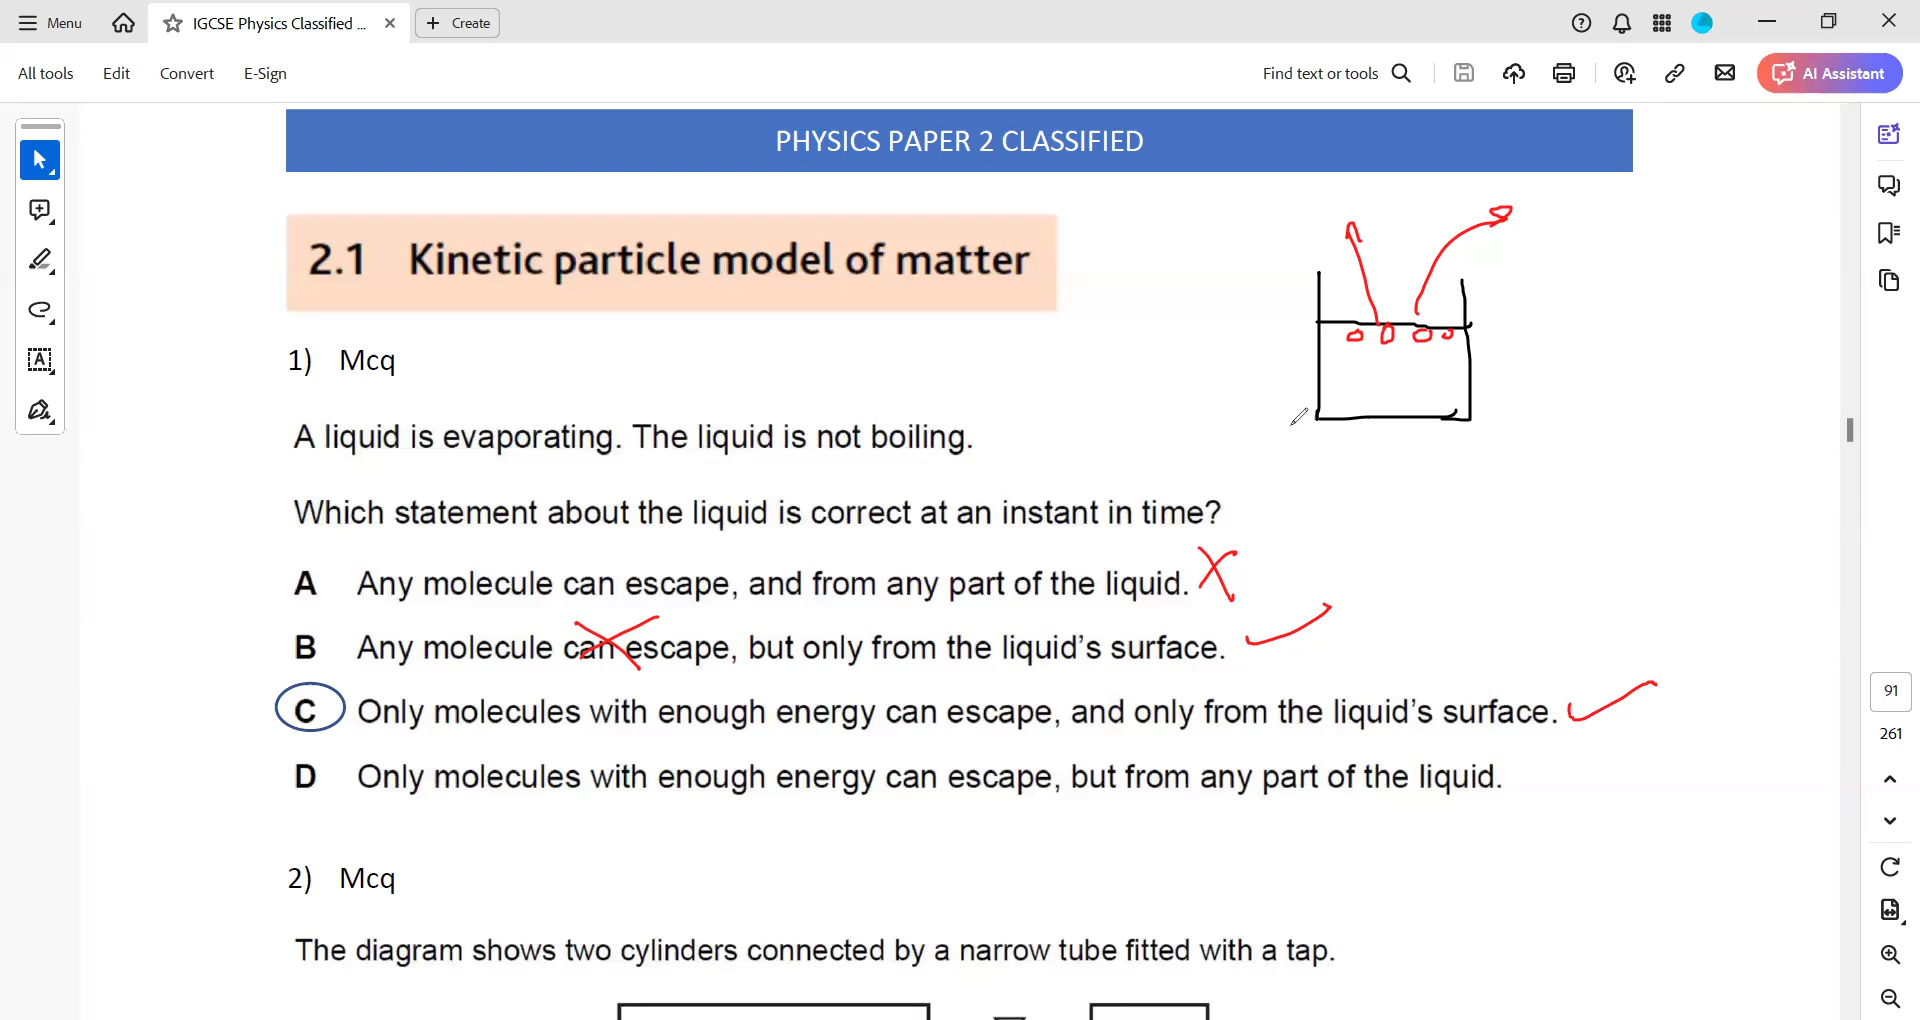 Menu
IGCSE Physics Classified ...
Create
All tools
Edit
Convert
E-Sign
Find text or tools
AI Assistant
PHYSICS PAPER 2 CLASSIFIED
2.1 Kinetic particle model of matter
1) Mcq
A liquid is evaporating. The liquid is not boiling.
Which statement about the liquid is correct at an instant in time?
A Any molecule can escape, and from any part of the liquid.
B Any molecule can escape, but only from the liquid's surface.
C Only molecules with enough energy can escape, and only from the liquid's surface.
D Only molecules with enough energy can escape, but from any part of the liquid.
2) Mcq
The diagram shows two cylinders connected by a narrow tube fitted with a tap.
91
261